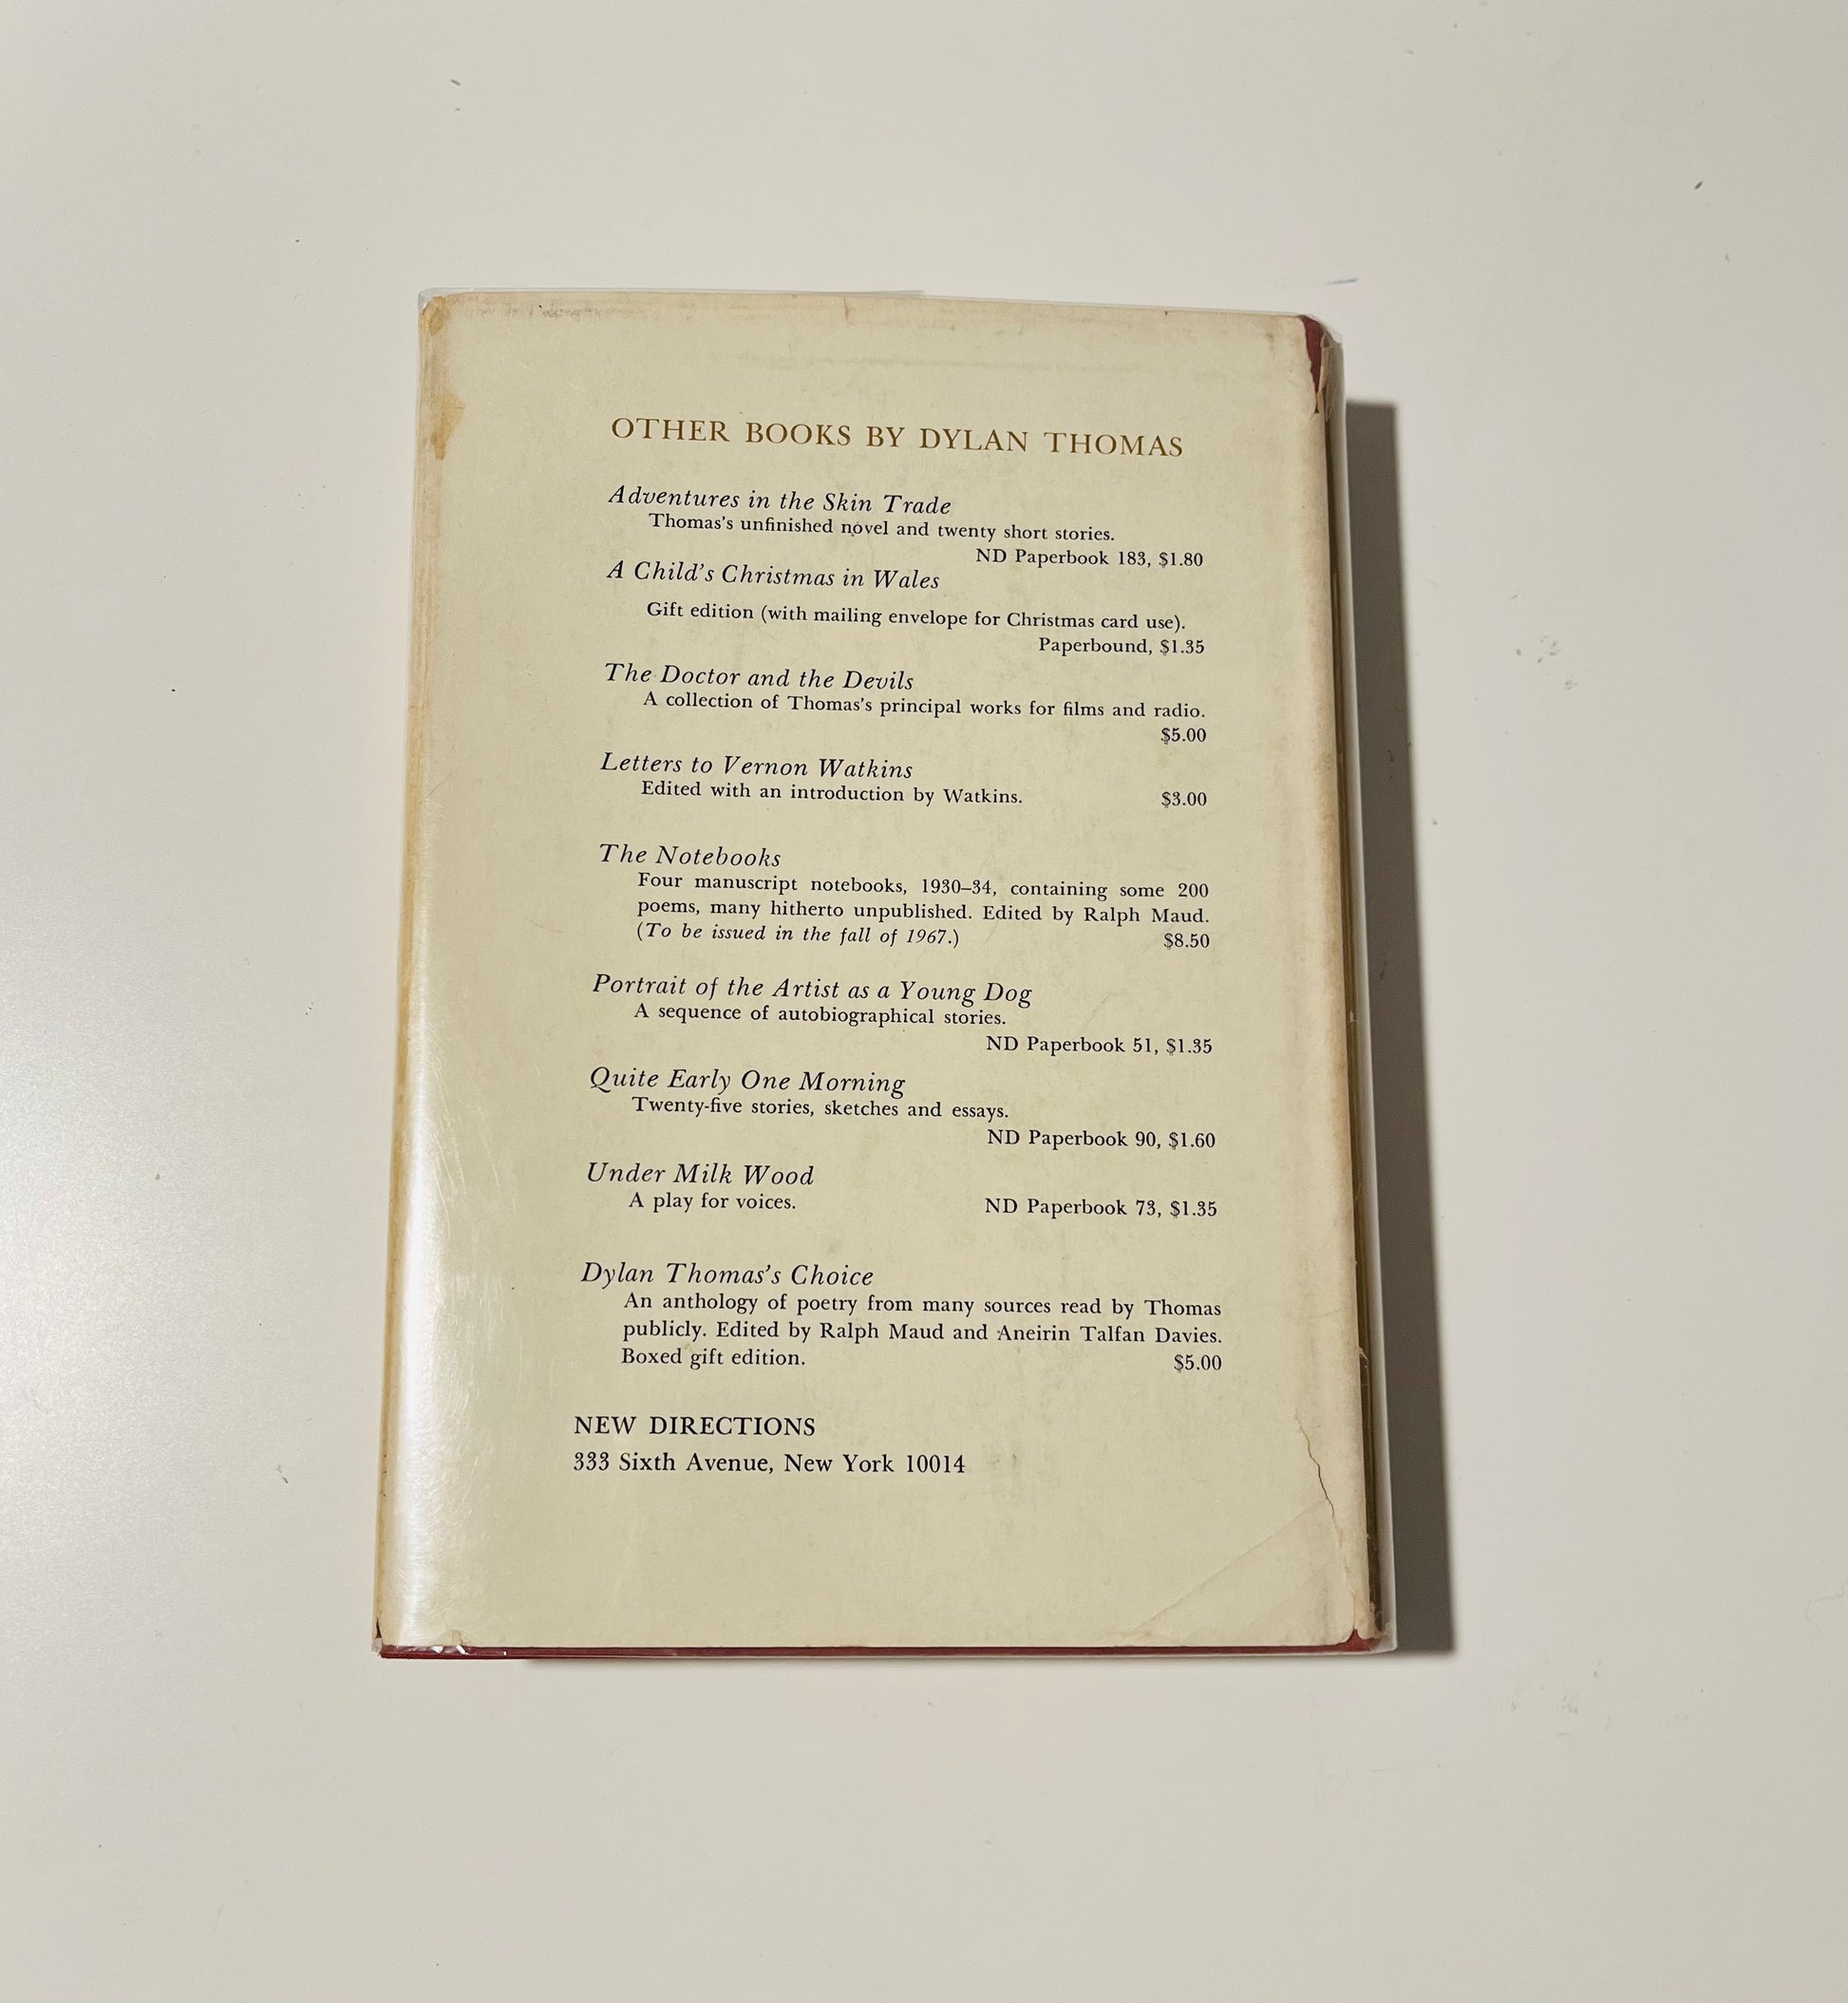 OTHER BOOKS BY DYLAN THOMAS
Adventures in the Skin Trade
Thomas's unfinished novel and twenty short stories.
ND Paperbook 183, $1.80
A Child's Christmas in Wales
Gift edition (with mailing envelope for Christmas card use).
Paperbound, $1.35
The Doctor and the Devils
A collection of Thomas's principal works for films and radio.
$5.00
Letters to Vernon Watkins
Edited with an introduction by Watkins. $3.00
The Notebooks
Four manuscript notebooks, 1930–34, containing some 200
poems, many hitherto unpublished. Edited by Ralph Maud.
(To be issued in the fall of 1967.) $8.50
Portrait of the Artist as a Young Dog
A sequence of autobiographical stories.
ND Paperbook 51, $1.35
Quite Early One Morning
Twenty-five stories, sketches and essays.
ND Paperbook 90, $1.60
Under Milk Wood
A play for voices. ND Paperbook 73, $1.35
Dylan Thomas's Choice
An anthology of poetry from many sources read by Thomas
publicly. Edited by Ralph Maud and Aneirin Talfan Davies.
Boxed gift edition. $5.00
NEW DIRECTIONS
333 Sixth Avenue, New York 10014